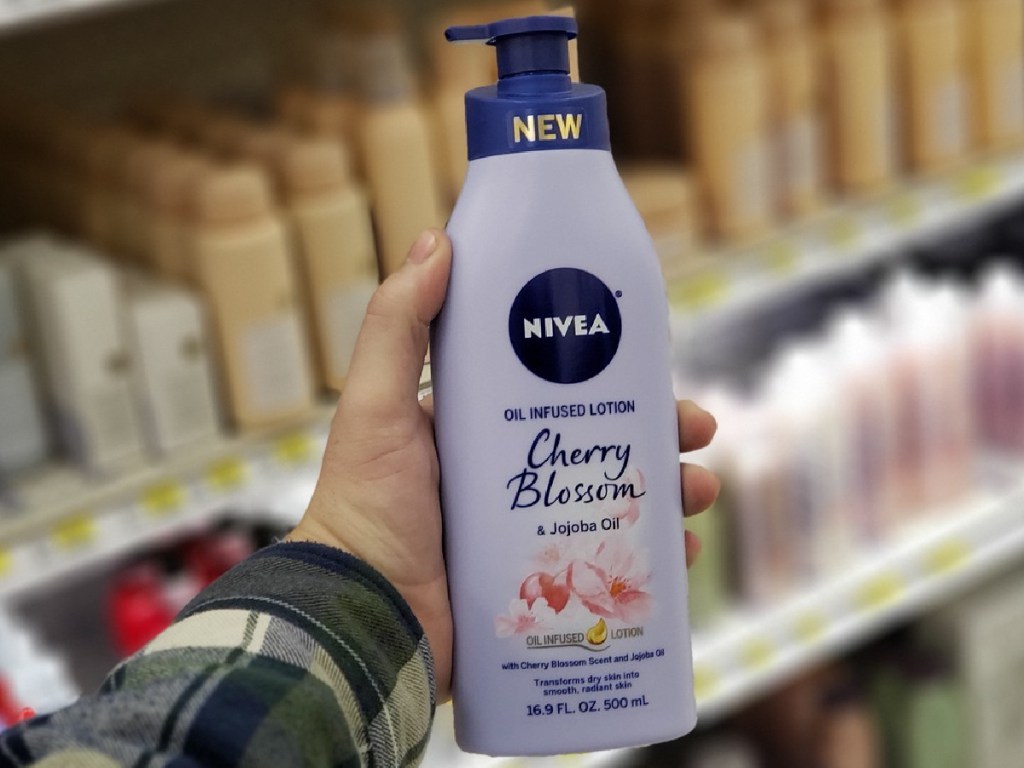 NEW
NIVEA®
OIL INFUSED LOTION
Cherry
Blossom
& Jojoba Oil
OIL INFUSED LOTION
with Cherry Blossom Scent and Jojoba Oil
Transforms dry skin into
smooth, radiant skin
16.9 FL. OZ. 500 mL